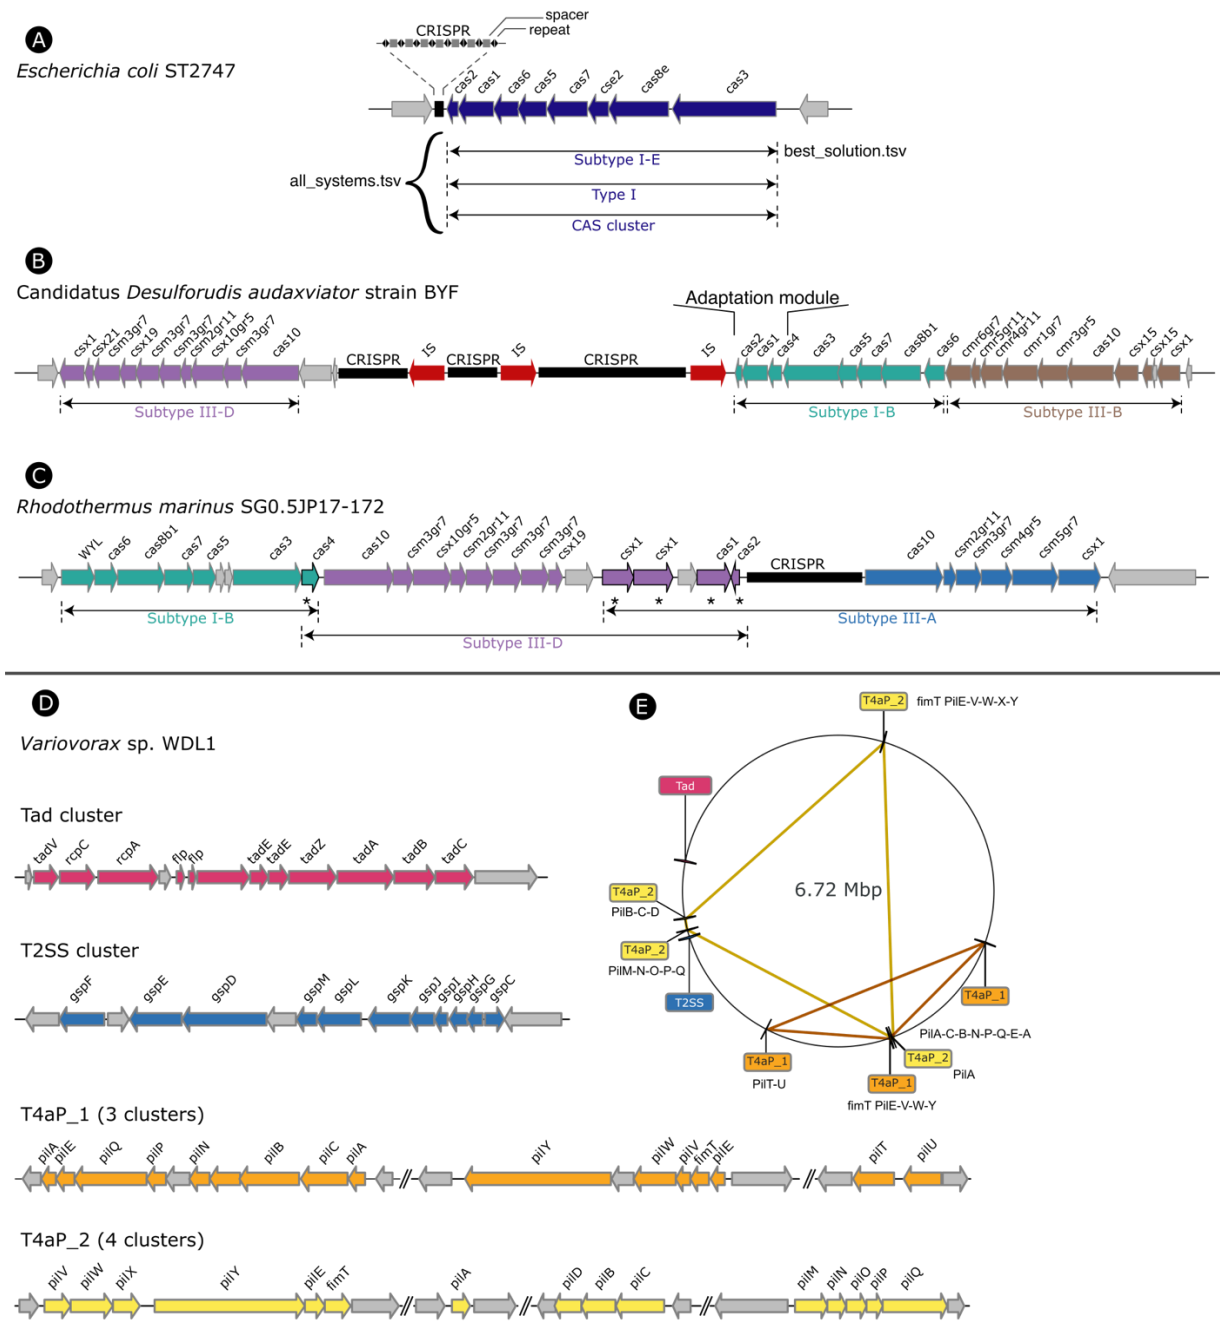 A
Escherichia coli ST2747
CRISPR
spacer
repeat
cas2
cas1
cas6
cas5
cas7
cse2
cas8e
cas3
all_systems.tsv
best_solution.tsv
Subtype I-E
Type I
CAS cluster
B
Candidatus Desulforudis audaxviator strain BYF
Adaptation module
csx1
csx21
csm3gr7
csx19
csm3gr7
csm3gr7
csm2gr11
csx10gr5
csm3gr7
cas10
CRISPR
IS
CRISPR
IS
CRISPR
IS
cas2
cas1
cas4
cas3
cas5
cas7
cas8b1
cas6
cmr6gr7
cmr5gr11
cmr4gr11
cmr1gr7
cmr3gr5
cas10
csx15
csx15
csx1
Subtype III-D
Subtype I-B
Subtype III-B
C
Rhodothermus marinus SG0.5JP17-172
WYL
cas6
cas8b1
cas7
cas5
cas3
cas4
cas10
csm3gr7
csx10gr5
csm2gr11
csm3gr7
csm3gr7
csm3gr7
csx19
csx1
csx1
cas1
cas2
CRISPR
cas10
csm2gr11
csm3gr7
csm4gr5
csm5gr7
csx1
* * * * *
Subtype I-B
Subtype III-A
Subtype III-D
D
Variovorax sp. WDL1
Tad cluster
tadV
rcpC
rcpA
flp
flp
tadE
tadE
tadZ
tadA
tadB
tadC
T2SS cluster
gspF
gspE
gspD
gspM
gspL
gspK
gspJ
gspI
gspH
gspG
gspC
T4aP_1 (3 clusters)
pilA
pilE
pilQ
pilP
pilN
pilB
pilC
pilA
//
pilY
pilW
pilV
fimT
pilE
//
pilT
pilU
T4aP_2 (4 clusters)
pilV
pilW
pilX
pilY
pilE
fimT
//
pilA
//
pilD
pilB
pilC
//
pilM
pilN
pilO
pilP
pilQ
E
T4aP_2 fimT PilE-V-W-X-Y
Tad
6.72 Mbp
T4aP_2
PilB-C-D
T4aP_2
PilM-N-O-P-Q
T2SS
T4aP_1
PilA-C-B-N-P-Q-E-A
T4aP_2
PilA
T4aP_1
PilT-U
T4aP_1
fimT PilE-V-W-Y